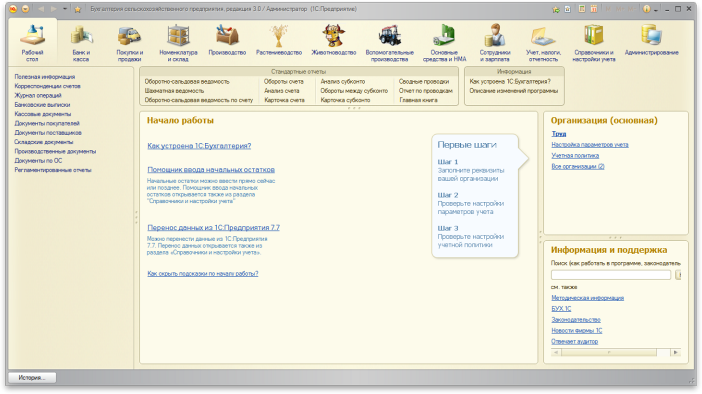 Бухгалтерия сельскохозяйственного предприятия, редакция 3.0 / Администратор (1С:Предприятие)
Рабочий стол
Банк и касса
Покупки и продажи
Номенклатура и склад
Производство
Растениеводство
Животноводство
Вспомогательные производства
Основные средства и НМА
Сотрудники и зарплата
Учет, налоги, отчетность
Справочники и настройки учета
Администрирование
Полезная информация
Корреспонденции счетов
Журнал операций
Банковские выписки
Кассовые документы
Документы покупателей
Документы поставщиков
Складские документы
Производственные документы
Документы по ОС
Регламентированные отчеты
Стандартные отчеты
Оборотно-сальдовая ведомость
Обороты счета
Анализ субконто
Сводные проводки
Шахматная ведомость
Анализ счета
Обороты между субконто
Отчет по проводкам
Оборотно-сальдовая ведомость по счету
Карточка счета
Карточка субконто
Главная книга
Информация
Как устроена 1С:Бухгалтерия?
Описание изменений программы
Начало работы
Как устроена 1С:Бухгалтерия?
Помощник ввода начальных остатков
Начальные остатки можно ввести прямо сейчас
или позднее. Помощник ввода начальных
остатков открывается также из раздела
"Справочники и настройки учета"
Перенос данных из 1С:Предприятия 7.7
Можно перенести данные из 1С:Предприятия
7.7. Перенос данных открывается также из
раздела «Справочники и настройки учета».
Как скрыть подсказки по началу работы?
Первые шаги
Шаг 1
Заполните реквизиты
вашей организации
Шаг 2
Проверьте настройки
параметров учета
Шаг 3
Проверьте настройки
учетной политики
Организация (основная)
Труд
Настройка параметров учета
Учетная политика
Все организации (2)
Информация и поддержка
Поиск (как работать в программе, законодатель
см. также
Методическая информация
БУХ 1С
Законодательство
Новости фирмы 1С
Отвечает аудитор
История...